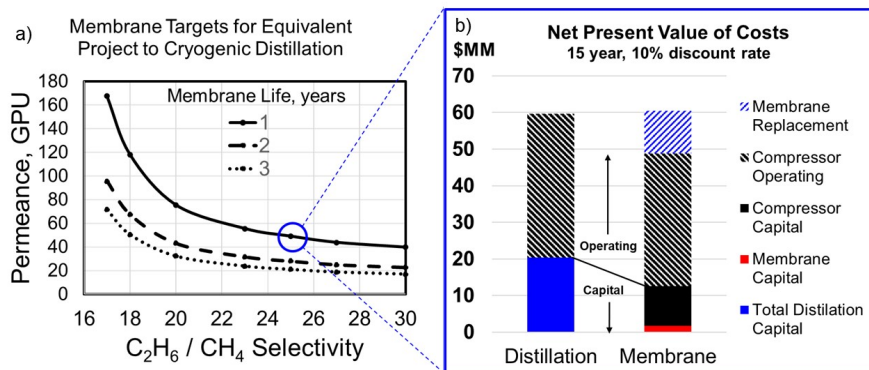 a)
Membrane Targets for Equivalent
Project to Cryogenic Distillation
Permeance, GPU
180
160
140
120
100
80
60
40
20
0
Membrane Life, years
1
2
3
16 18 20 22 24 26 28 30
C₂H₆ / CH₄ Selectivity
b)
Net Present Value of Costs
$MM
15 year, 10% discount rate
70
60
50
40
30
20
10
0
Operating
Capital
Distillation Membrane
Membrane
Replacement
Compressor
Operating
Compressor
Capital
Membrane
Capital
Total Distilation
Capital